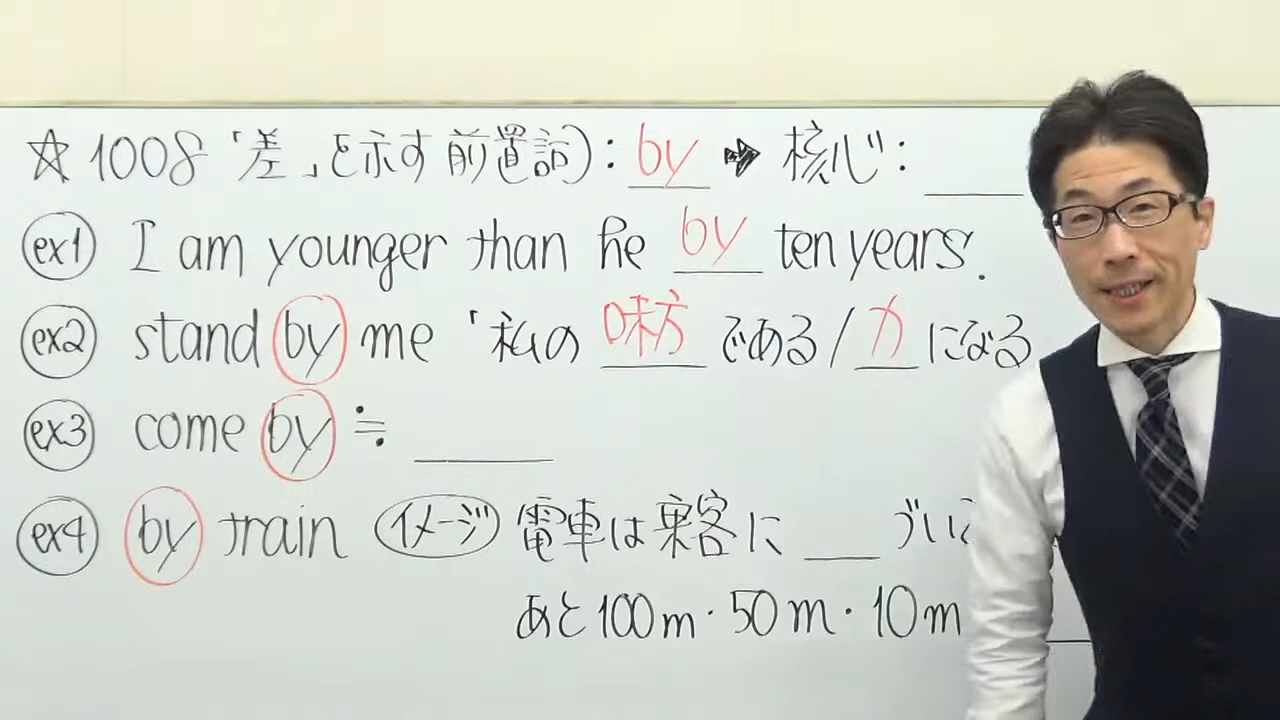 ☆1008「差」を示す前置詞): by ➡ 核心: ____
ex1 I am younger than he by ten years.
ex2 stand by me「私の味方である/力になる
ex3 come by ≒ ____
ex4 by train イメージ 電車は乗客に ___ づい
あと100m・50m・10m